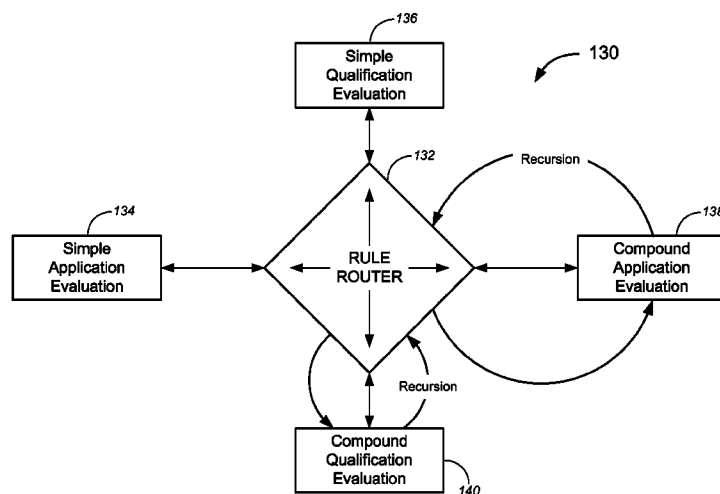 136
Simple
Qualification
Evaluation
130
132
Recursion
134
138
Simple
Application
Evaluation
RULE
ROUTER
Compound
Application
Evaluation
Recursion
Compound
Qualification
Evaluation
140